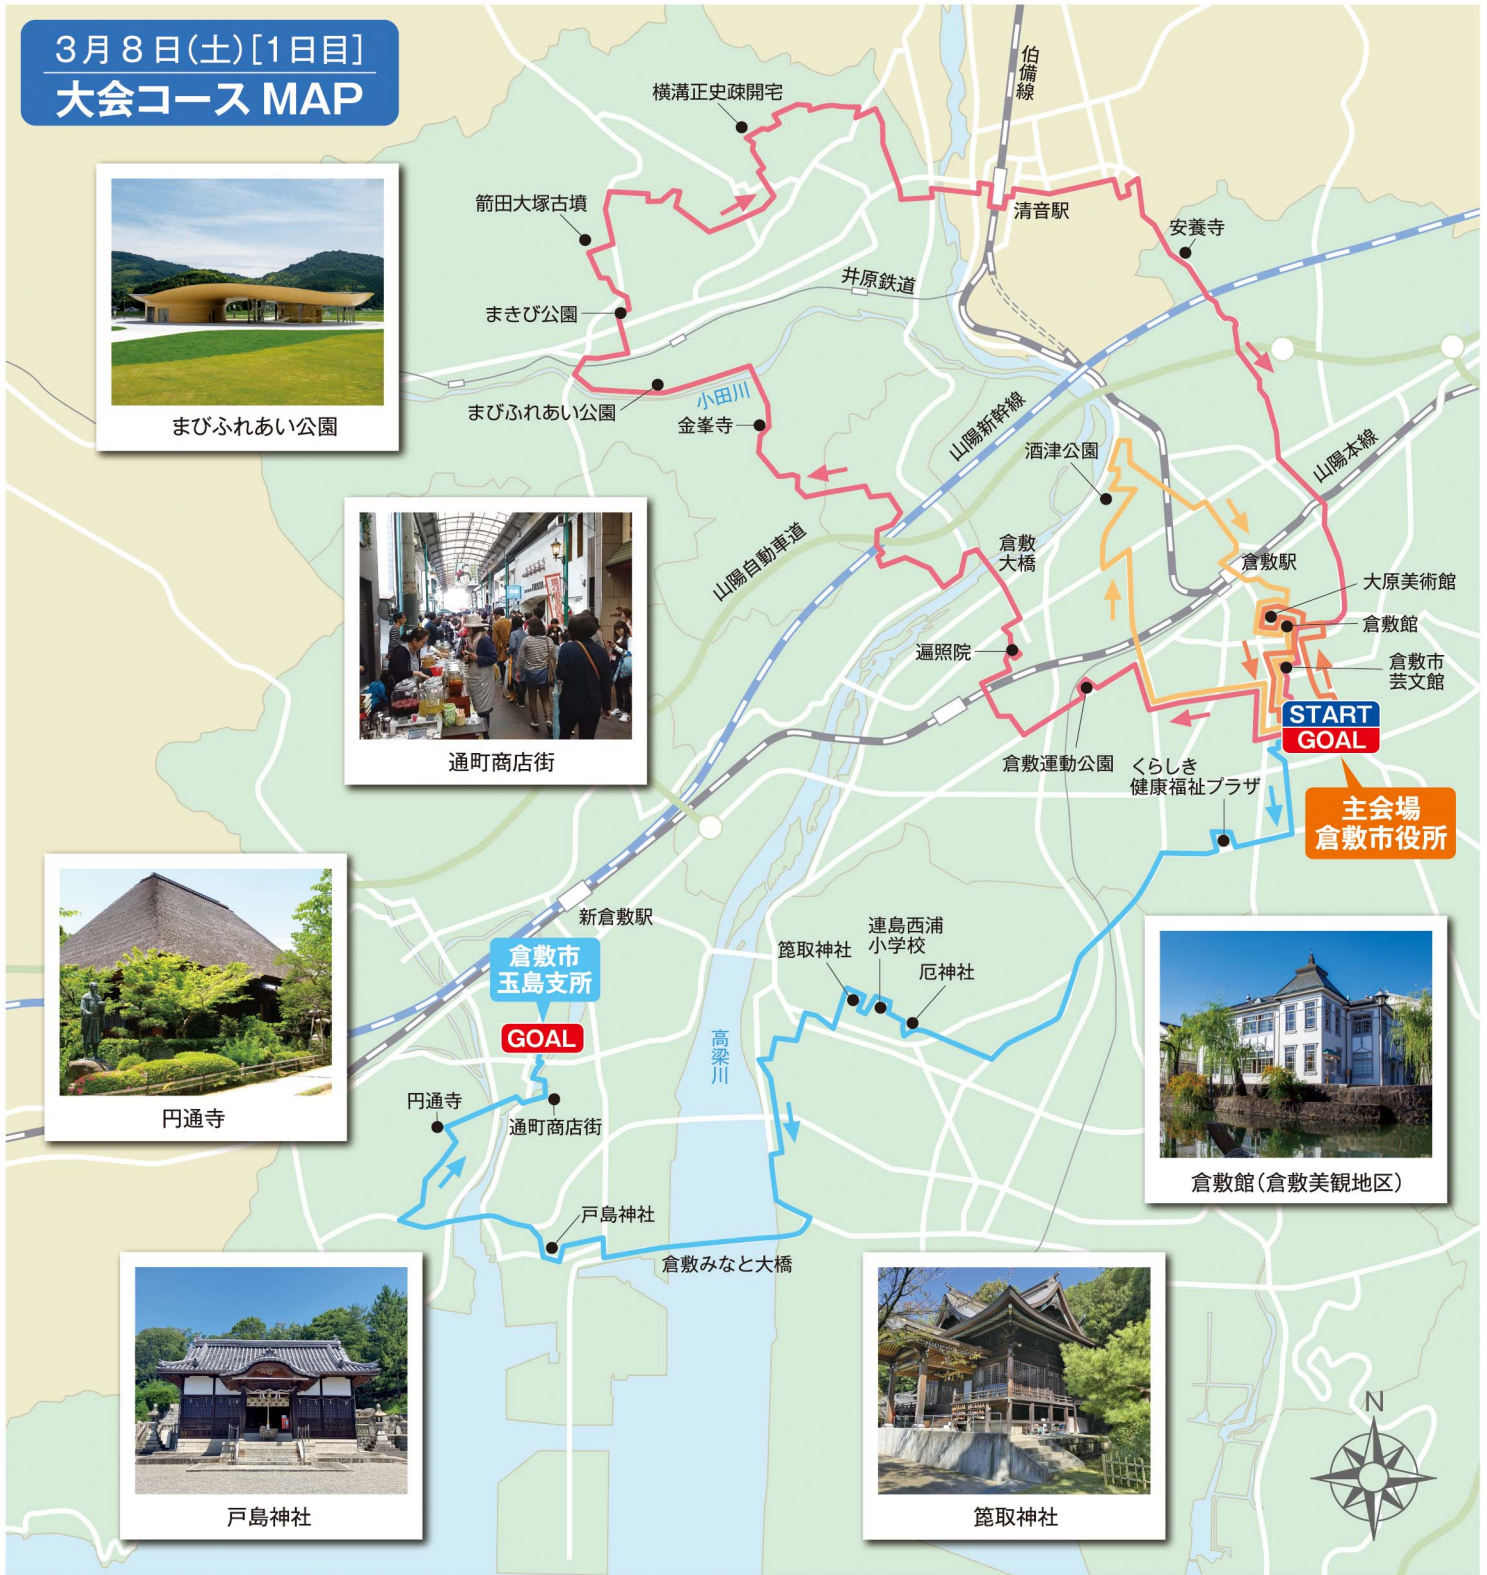 3月8日(土)[1日目]
大会コース MAP
伯備線
横溝正史疎開宅
箭田大塚古墳
清音駅
安養寺
井原鉄道
まきび公園
まびふれあい公園
小田川
まびふれあい公園
金峯寺
山陽新幹線
酒津公園
山陽本線
山陽自動車道
倉敷
大橋
倉敷駅
大原美術館
倉敷館
遍照院
倉敷市
芸文館
START
GOAL
通町商店街
倉敷運動公園
くらしき
健康福祉プラザ
主会場
倉敷市役所
新倉敷駅
倉敷市
玉島支所
GOAL
箆取神社
連島西浦
小学校
厄神社
高梁川
円通寺
円通寺
通町商店街
倉敷館(倉敷美観地区)
戸島神社
倉敷みなと大橋
戸島神社
箆取神社
N